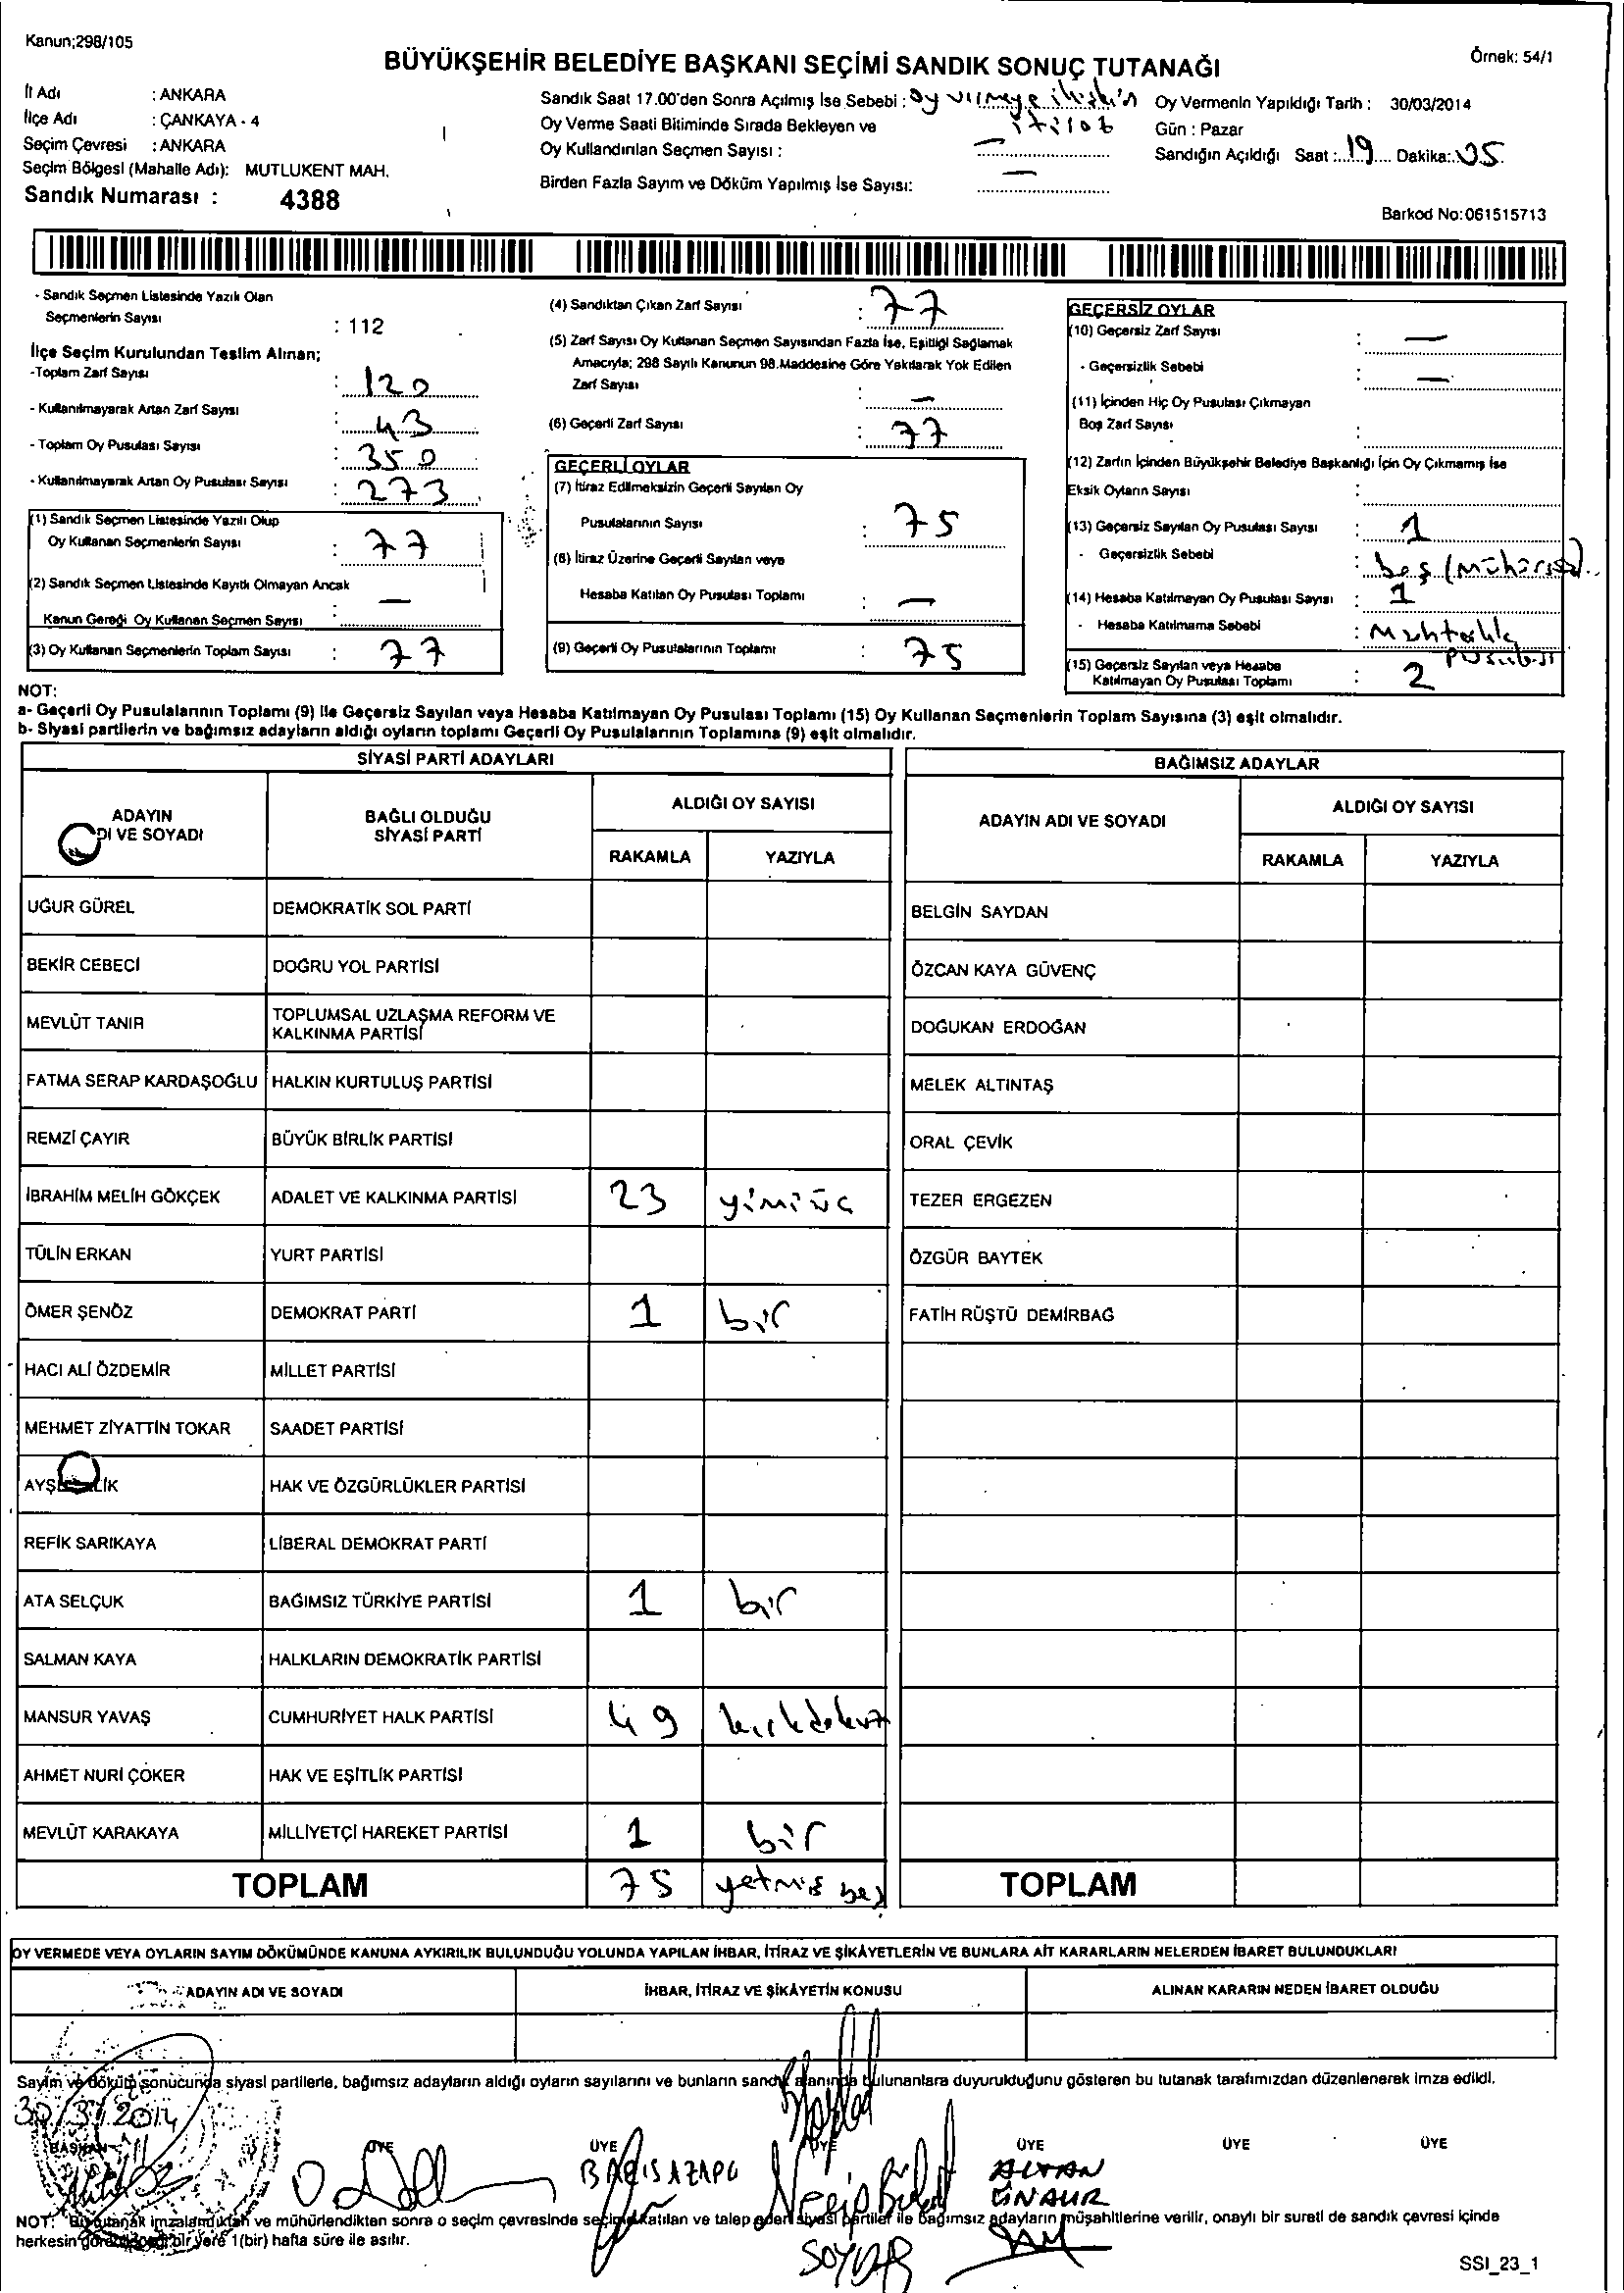 Kanun;298/105
BÜYÜKŞEHİR BELEDİYE BAŞKANI SEÇİMİ SANDIK SONUÇ TUTANAĞI
Örnek: 54/1
İl Adı : ANKARA
İlçe Adı : ÇANKAYA - 4
Seçim Çevresi : ANKARA
Seçim Bölgesi (Mahalle Adı): MUTLUKENT MAH.
Sandık Numarası : 4388
Sandık Saat 17.00'den Sonra Açılmış İse Sebebi : oy
Oy Verme Saati Bitiminde Sırada Bekleyen ve
Oy Kullandırılan Seçmen Sayısı : —
Birden Fazla Sayım ve Döküm Yapılmış İse Sayısı: —
Oy Vermenin Yapıldığı Tarih : 30/03/2014
Gün : Pazar
Sandığın Açıldığı Saat : 19 Dakika: 05
Barkod No:061515713
- Sandık Seçmen Listesinde Yazılı Olan
Seçmenlerin Sayısı : 112
İlçe Seçim Kurulundan Teslim Alınan;
-Toplam Zarf Sayısı : 120
- Kullanılmayarak Artan Zarf Sayısı : 43
- Toplam Oy Pusulası Sayısı : 350
- Kullanılmayarak Artan Oy Pusulası Sayısı : 273
(1) Sandık Seçmen Listesinde Yazılı Olup
Oy Kullanan Seçmenlerin Sayısı : 77
(2) Sandık Seçmen Listesinde Kayıtlı Olmayan Ancak
Kanun Gereği Oy Kullanan Seçmen Sayısı : —
(3) Oy Kullanan Seçmenlerin Toplam Sayısı : 77
(4) Sandıktan Çıkan Zarf Sayısı : 77
(5) Zarf Sayısı Oy Kullanan Seçmen Sayısından Fazla İse, Eşitliği Sağlamak
Amacıyla; 298 Sayılı Kanunun 98.Maddesine Göre Yakılarak Yok Edilen
Zarf Sayısı : —
(6) Geçerli Zarf Sayısı : 77
GEÇERLİ OYLAR
(7) İtiraz Edilmeksizin Geçerli Sayılan Oy
Pusulalarının Sayısı : 75
(8) İtiraz Üzerine Geçerli Sayılan veya
Hesaba Katılan Oy Pusulası Toplamı : —
(9) Geçerli Oy Pusulalarının Toplamı : 75
GEÇERSİZ OYLAR
(10) Geçersiz Zarf Sayısı : —
- Geçersizlik Sebebi : —
(11) İçinden Hiç Oy Pusulası Çıkmayan
Boş Zarf Sayısı :
(12) Zarfın İçinden Büyükşehir Belediye Başkanlığı İçin Oy Çıkmamış İse
Eksik Oyların Sayısı :
(13) Geçersiz Sayılan Oy Pusulası Sayısı : 1
- Geçersizlik Sebebi :
(14) Hesaba Katılmayan Oy Pusulası Sayısı : 1
- Hesaba Katılmama Sebebi : Muhtarlık
pusulası
(15) Geçersiz Sayılan veya Hesaba
Katılmayan Oy Pusulası Toplamı : 2
NOT:
a- Geçerli Oy Pusulalarının Toplamı (9) ile Geçersiz Sayılan veya Hesaba Katılmayan Oy Pusulası Toplamı (15) Oy Kullanan Seçmenlerin Toplam Sayısına (3) eşit olmalıdır.
b- Siyasi partilerin ve bağımsız adayların aldığı oyların toplamı Geçerli Oy Pusulalarının Toplamına (9) eşit olmalıdır.
SİYASİ PARTİ ADAYLARI
ADAYIN
DI VE SOYADI
BAĞLI OLDUĞU
SİYASİ PARTİ
ALDIĞI OY SAYISI
RAKAMLA YAZIYLA
UĞUR GÜREL DEMOKRATİK SOL PARTİ
BEKİR CEBECİ DOĞRU YOL PARTİSİ
MEVLÜT TANIR TOPLUMSAL UZLAŞMA REFORM VE
KALKINMA PARTİSİ
FATMA SERAP KARDAŞOĞLU HALKIN KURTULUŞ PARTİSİ
REMZİ ÇAYIR BÜYÜK BİRLİK PARTİSİ
İBRAHİM MELİH GÖKÇEK ADALET VE KALKINMA PARTİSİ 23 yimiüç
TÜLİN ERKAN YURT PARTİSİ
ÖMER ŞENÖZ DEMOKRAT PARTİ 1 bir
HACI ALİ ÖZDEMİR MİLLET PARTİSİ
MEHMET ZİYATTİN TOKAR SAADET PARTİSİ
HAK VE ÖZGÜRLÜKLER PARTİSİ
REFİK SARIKAYA LİBERAL DEMOKRAT PARTİ
ATA SELÇUK BAĞIMSIZ TÜRKİYE PARTİSİ 1 bir
SALMAN KAYA HALKLARIN DEMOKRATİK PARTİSİ
MANSUR YAVAŞ CUMHURİYET HALK PARTİSİ 49 kırkdokuz
AHMET NURİ ÇÖKER HAK VE EŞİTLİK PARTİSİ
MEVLÜT KARAKAYA MİLLİYETÇİ HAREKET PARTİSİ 1 bir
TOPLAM 75 yetmiş beş
BAĞIMSIZ ADAYLAR
ADAYIN ADI VE SOYADI
ALDIĞI OY SAYISI
RAKAMLA YAZIYLA
BELGİN SAYDAN
ÖZCAN KAYA GÜVENÇ
DOĞUKAN ERDOĞAN
MELEK ALTINTAŞ
ORAL ÇEVİK
TEZER ERGEZEN
ÖZGÜR BAYTEK
FATİH RÜŞTÜ DEMİRBAĞ
TOPLAM
OY VERMEDE VEYA OYLARIN SAYIM DÖKÜMÜNDE KANUNA AYKIRILIK BULUNDUĞU YOLUNDA YAPILAN İHBAR, İTİRAZ VE ŞİKÂYETLERİN VE BUNLARA AİT KARARLARIN NELERDEN İBARET BULUNDUKLARI
ADAYIN ADI VE SOYADI
İHBAR, İTİRAZ VE ŞİKÂYETİN KONUSU
ALINAN KARARIN NEDEN İBARET OLDUĞU
Sayım ve döküm sonucunda siyasi partilerle, bağımsız adayların aldığı oyların sayılarını ve bunların sandık alanında bulunanlara duyurulduğunu gösteren bu tutanak tarafımızdan düzenlenerek imza edildi.
30/3/2014
BAŞKAN ÜYE ÜYE ÜYE ÜYE ÜYE ÜYE
NOT: Bu tutanak imzalandıktan ve mühürlendikten sonra o seçim çevresinde seçime katılan ve talep eden siyasi partiler ile bağımsız adayların müşahitlerine verilir, onaylı bir sureti de sandık çevresi içinde
herkesin görebileceği bir yere 1(bir) hafta süre ile asılır.
SSI_23_1